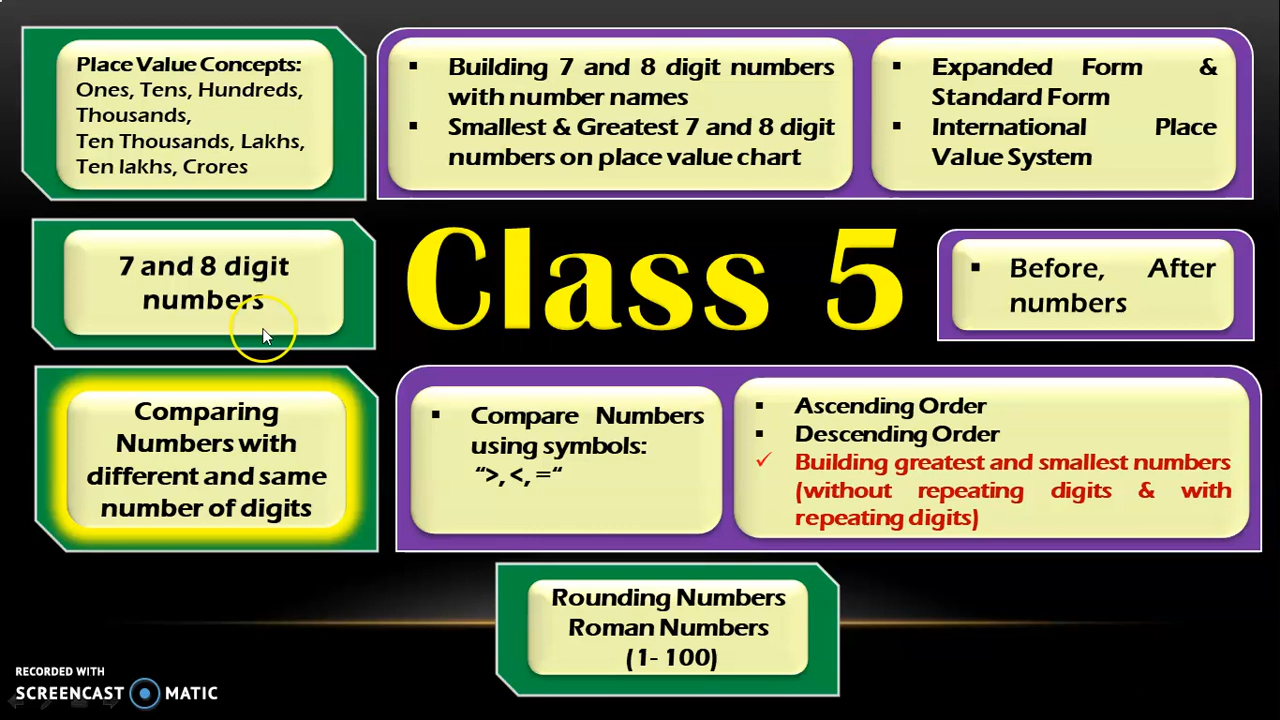 Place Value Concepts:
Ones, Tens, Hundreds,
Thousands,
Ten Thousands, Lakhs,
Ten lakhs, Crores
▪ Building 7 and 8 digit numbers
with number names
▪ Smallest & Greatest 7 and 8 digit
numbers on place value chart
▪ Expanded Form &
Standard Form
▪ International Place
Value System
7 and 8 digit
numbers
Class 5
▪ Before, After
numbers
Comparing
Numbers with
different and same
number of digits
▪ Compare Numbers
using symbols:
“>, <, =“
▪ Ascending Order
▪ Descending Order
✓ Building greatest and smallest numbers
(without repeating digits & with
repeating digits)
Rounding Numbers
Roman Numbers
(1- 100)
RECORDED WITH
SCREENCAST MATIC